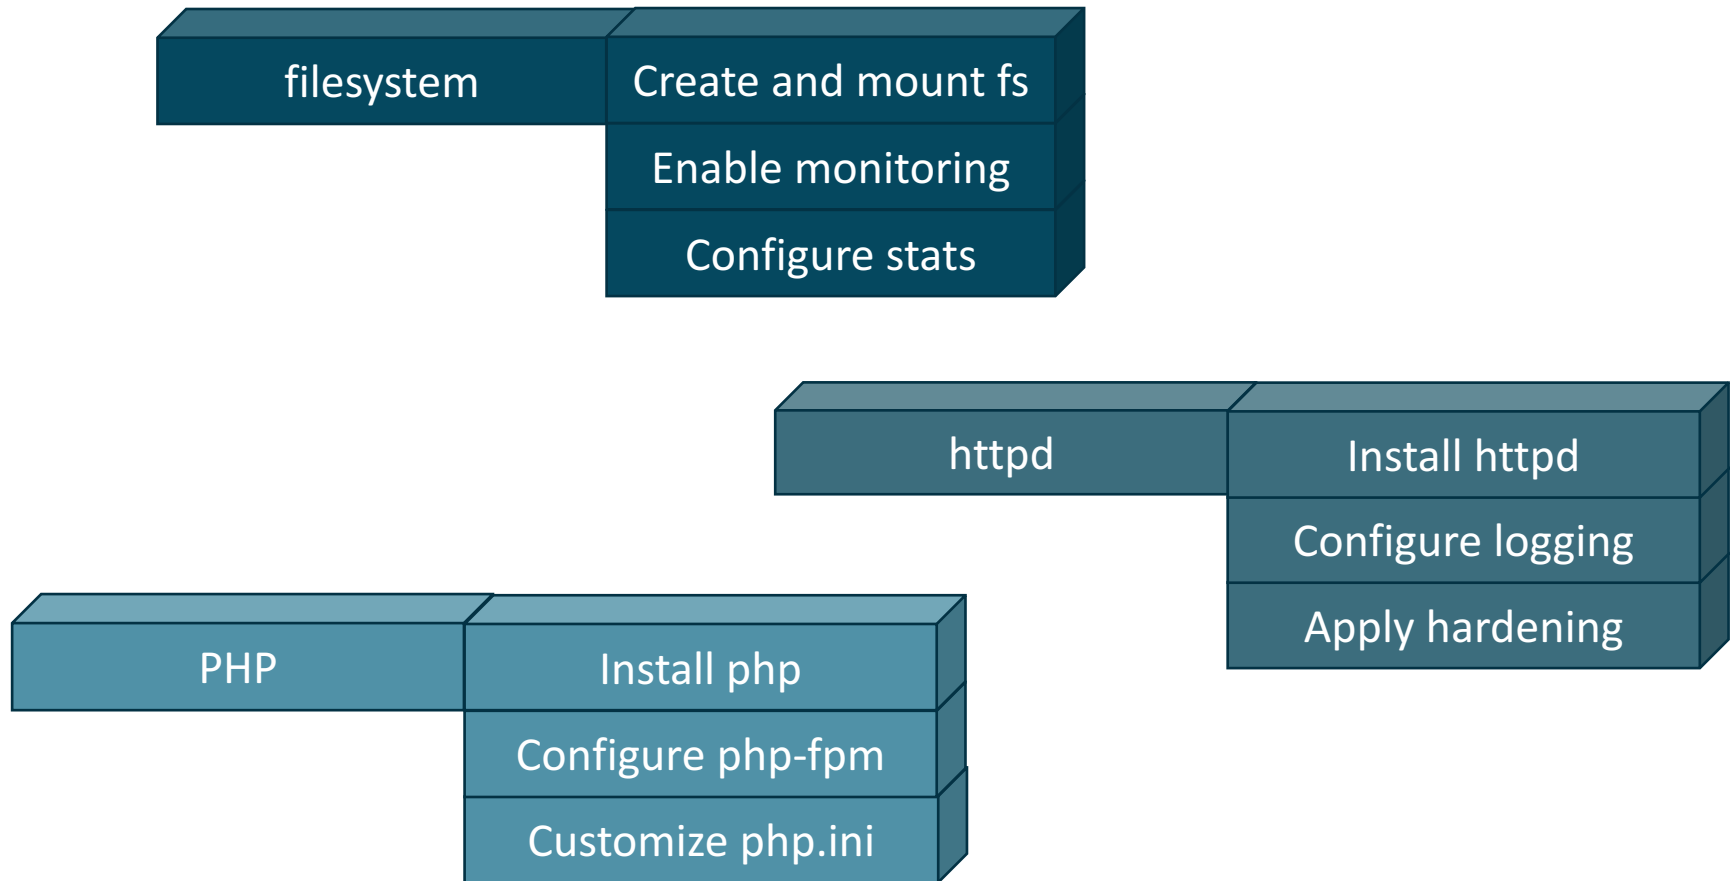 filesystem
Create and mount fs
Enable monitoring
Configure stats
httpd
Install httpd
Configure logging
Apply hardening
PHP
Install php
Configure php-fpm
Customize php.ini